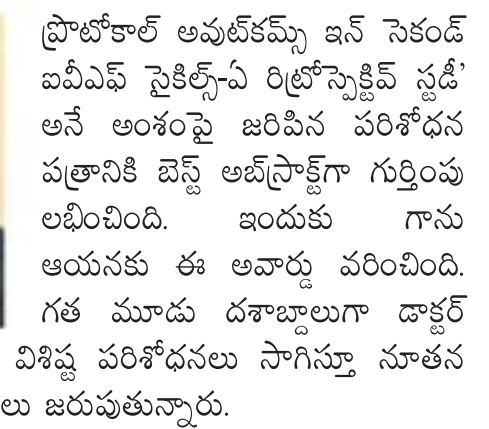 ప్రొటోకాల్ అవుట్‌కమ్స్ ఇన్ సెకండ్
ఐవీఎఫ్ సైకిల్స్-ఏ రిట్రోస్పెక్టివ్ స్టడీ'
అనే అంశంపై జరిపిన పరిశోధన
పత్రానికి బెస్ట్ అబ్‌స్ట్రాక్ట్‌గా గుర్తింపు
లభించింది. ఇందుకు గాను
ఆయనకు ఈ అవార్డు వరించింది.
గత మూడు దశాబ్దాలుగా డాక్టర్
విశిష్ట పరిశోధనలు సాగిస్తూ నూతన
లు జరుపుతున్నారు.